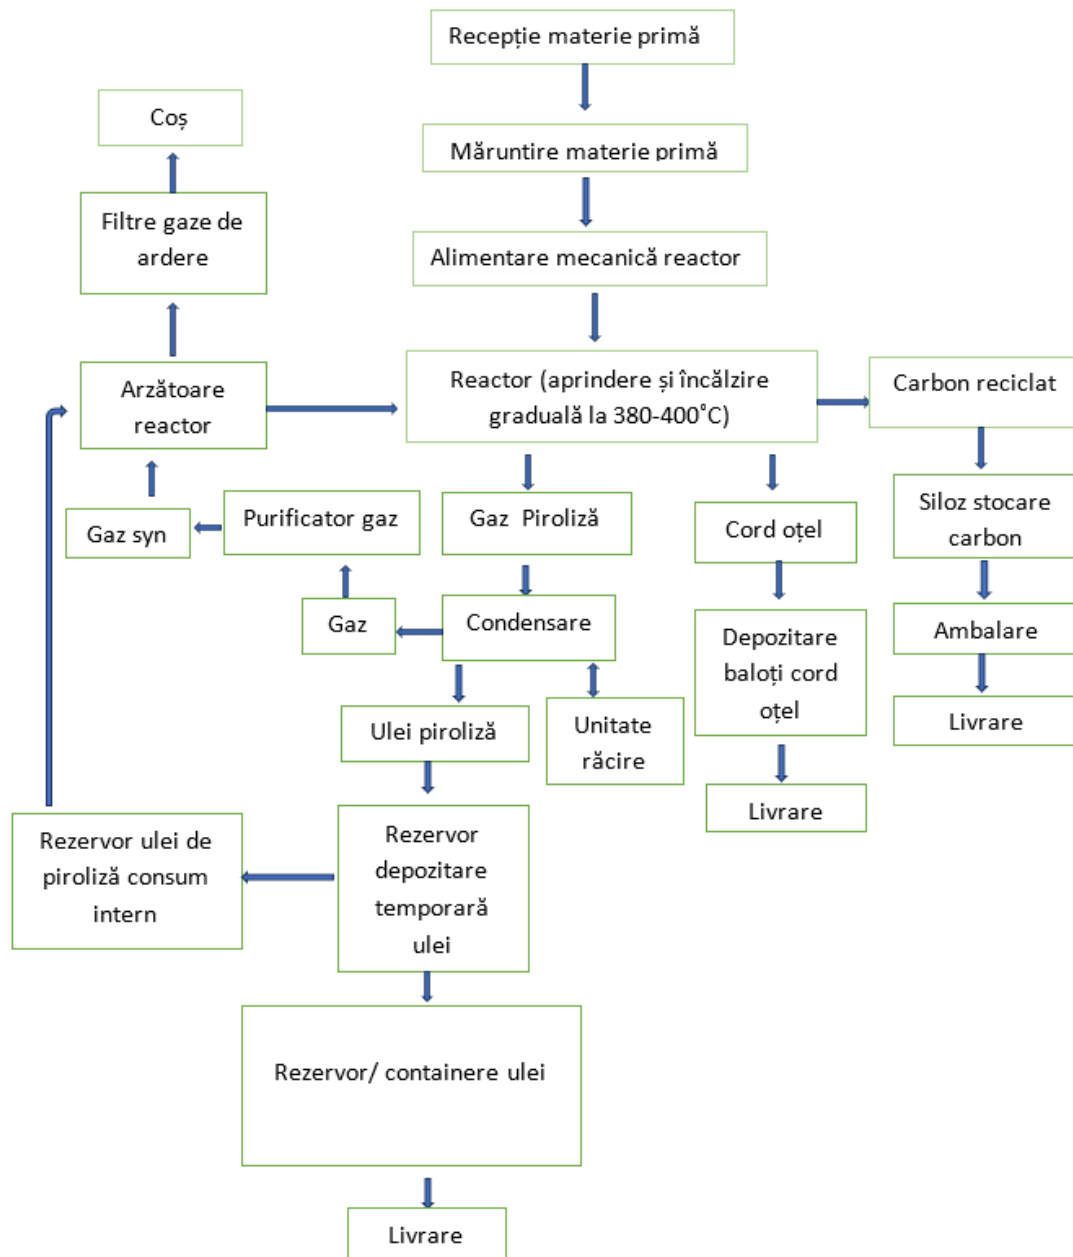 Recepție materie primă
Coș
Măruntire materie primă
Filtre gaze de
ardere
Alimentare mecanică reactor
Arzătoare
reactor
Reactor (aprindere și încălzire
graduală la 380-400˚C)
Carbon reciclat
Gaz syn
Purificator gaz
Gaz  Piroliză
Cord oțel
Siloz stocare
carbon
Gaz
Condensare
Depozitare
baloți cord
oțel
Ambalare
Ulei piroliză
Unitate
răcire
Livrare
Livrare
Rezervor ulei de
piroliză consum
intern
Rezervor
depozitare
temporară
ulei
Rezervor/ containere ulei
Livrare